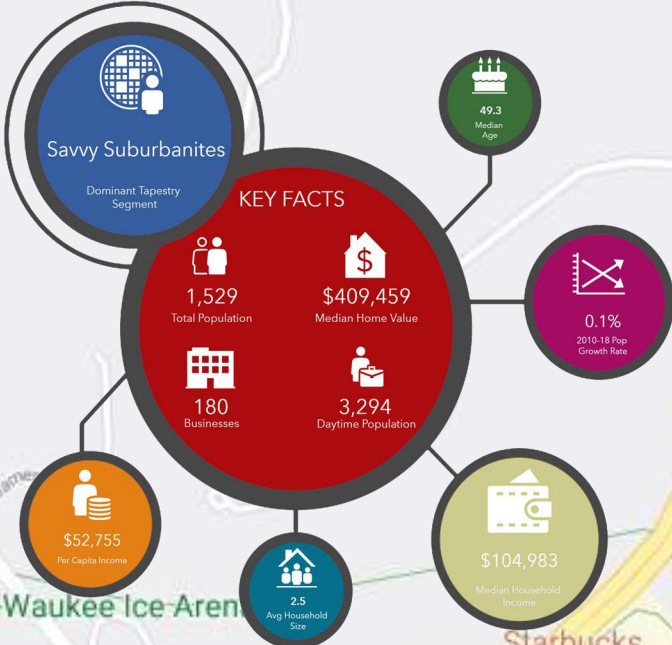 Savvy Suburbanites
Dominant Tapestry
Segment
KEY FACTS
1,529
Total Population
$409,459
Median Home Value
180
Businesses
3,294
Daytime Population
49.3
Median
Age
0.1%
2010-18 Pop
Growth Rate
$52,755
Per Capita Income
2.5
Avg Household
Size
$104,983
Median Household
Income
Waukee Ice Aren
Starbucks